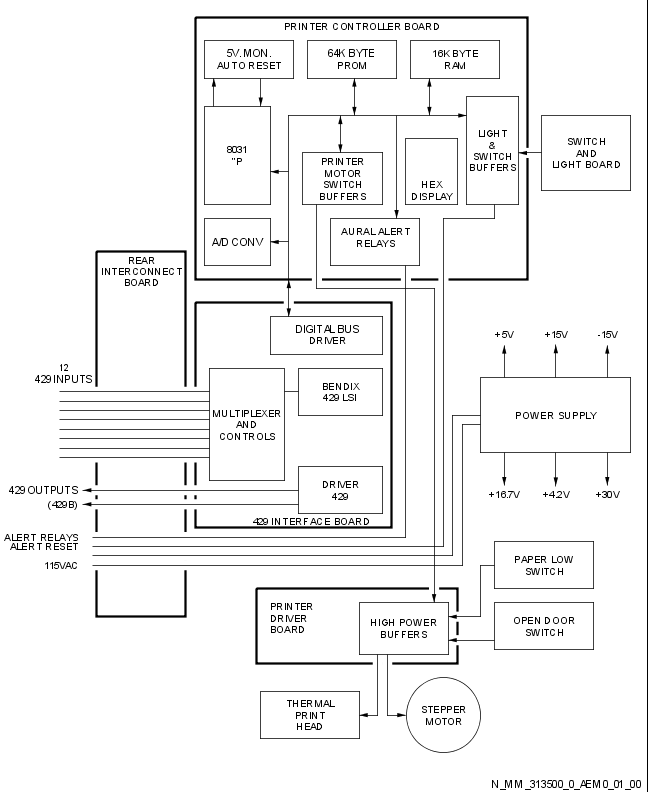 PRINTER CONTROLLER BOARD
5V. MON.
AUTO RESET
64K BYTE
PROM
16K BYTE
RAM
8031
"P
PRINTER
MOTOR
SWITCH
BUFFERS
HEX
DISPLAY
LIGHT
&
SWITCH
BUFFERS
SWITCH
AND
LIGHT BOARD
A/D CONV
AURAL ALERT
RELAYS
REAR
INTERCONNECT
BOARD
DIGITAL BUS
DRIVER
12
429 INPUTS
MULTIPLEXER
AND
CONTROLS
BENDIX
429 LSI
+5V
+15V
-15V
POWER SUPPLY
+16.7V
+4.2V
+30V
DRIVER
429
429 OUTPUTS
(429B)
429 INTERFACE BOARD
ALERT RELAYS
ALERT RESET
115VAC
PAPER LOW
SWITCH
OPEN DOOR
SWITCH
PRINTER
DRIVER
BOARD
HIGH POWER
BUFFERS
THERMAL
PRINT
HEAD
STEPPER
MOTOR
N_MM_313500_0_AEM0_01_00